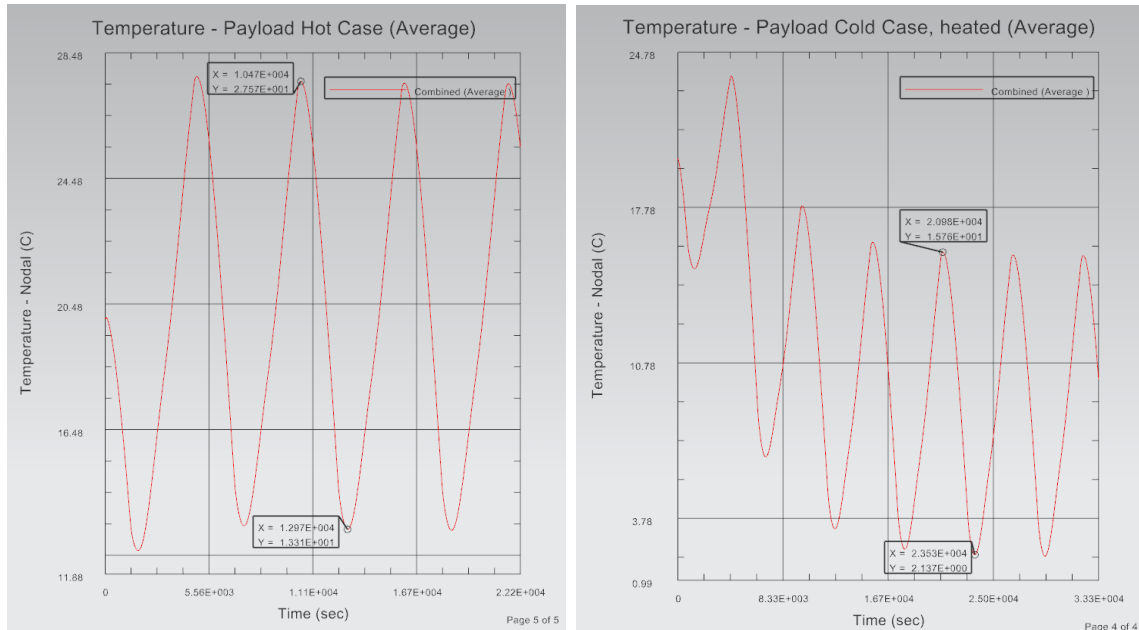 Temperature - Payload Hot Case (Average)
28.48
24.48
20.48
16.48
11.88
Temperature - Nodal (C)
X = 1.047E+004
Y = 2.757E+001
Combined (Average )
X = 1.297E+004
Y = 1.331E+001
0
5.56E+003
1.11E+004
1.67E+004
2.22E+004
Time (sec)
Page 5 of 5
Temperature - Payload Cold Case, heated (Average)
24.78
17.78
10.78
3.78
0.99
Temperature - Nodal (C)
Combined (Average )
X = 2.098E+004
Y = 1.576E+001
X = 2.353E+004
Y = 2.137E+000
0
8.33E+003
1.67E+004
2.50E+004
3.33E+004
Time (sec)
Page 4 of 4